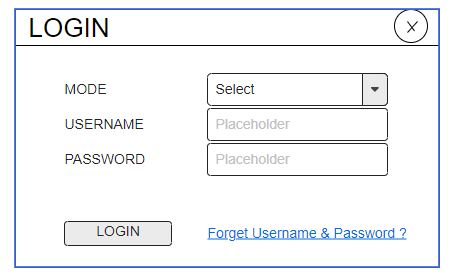 LOGIN
MODE Select
USERNAME Placeholder
PASSWORD Placeholder
LOGIN Forget Username & Password ?